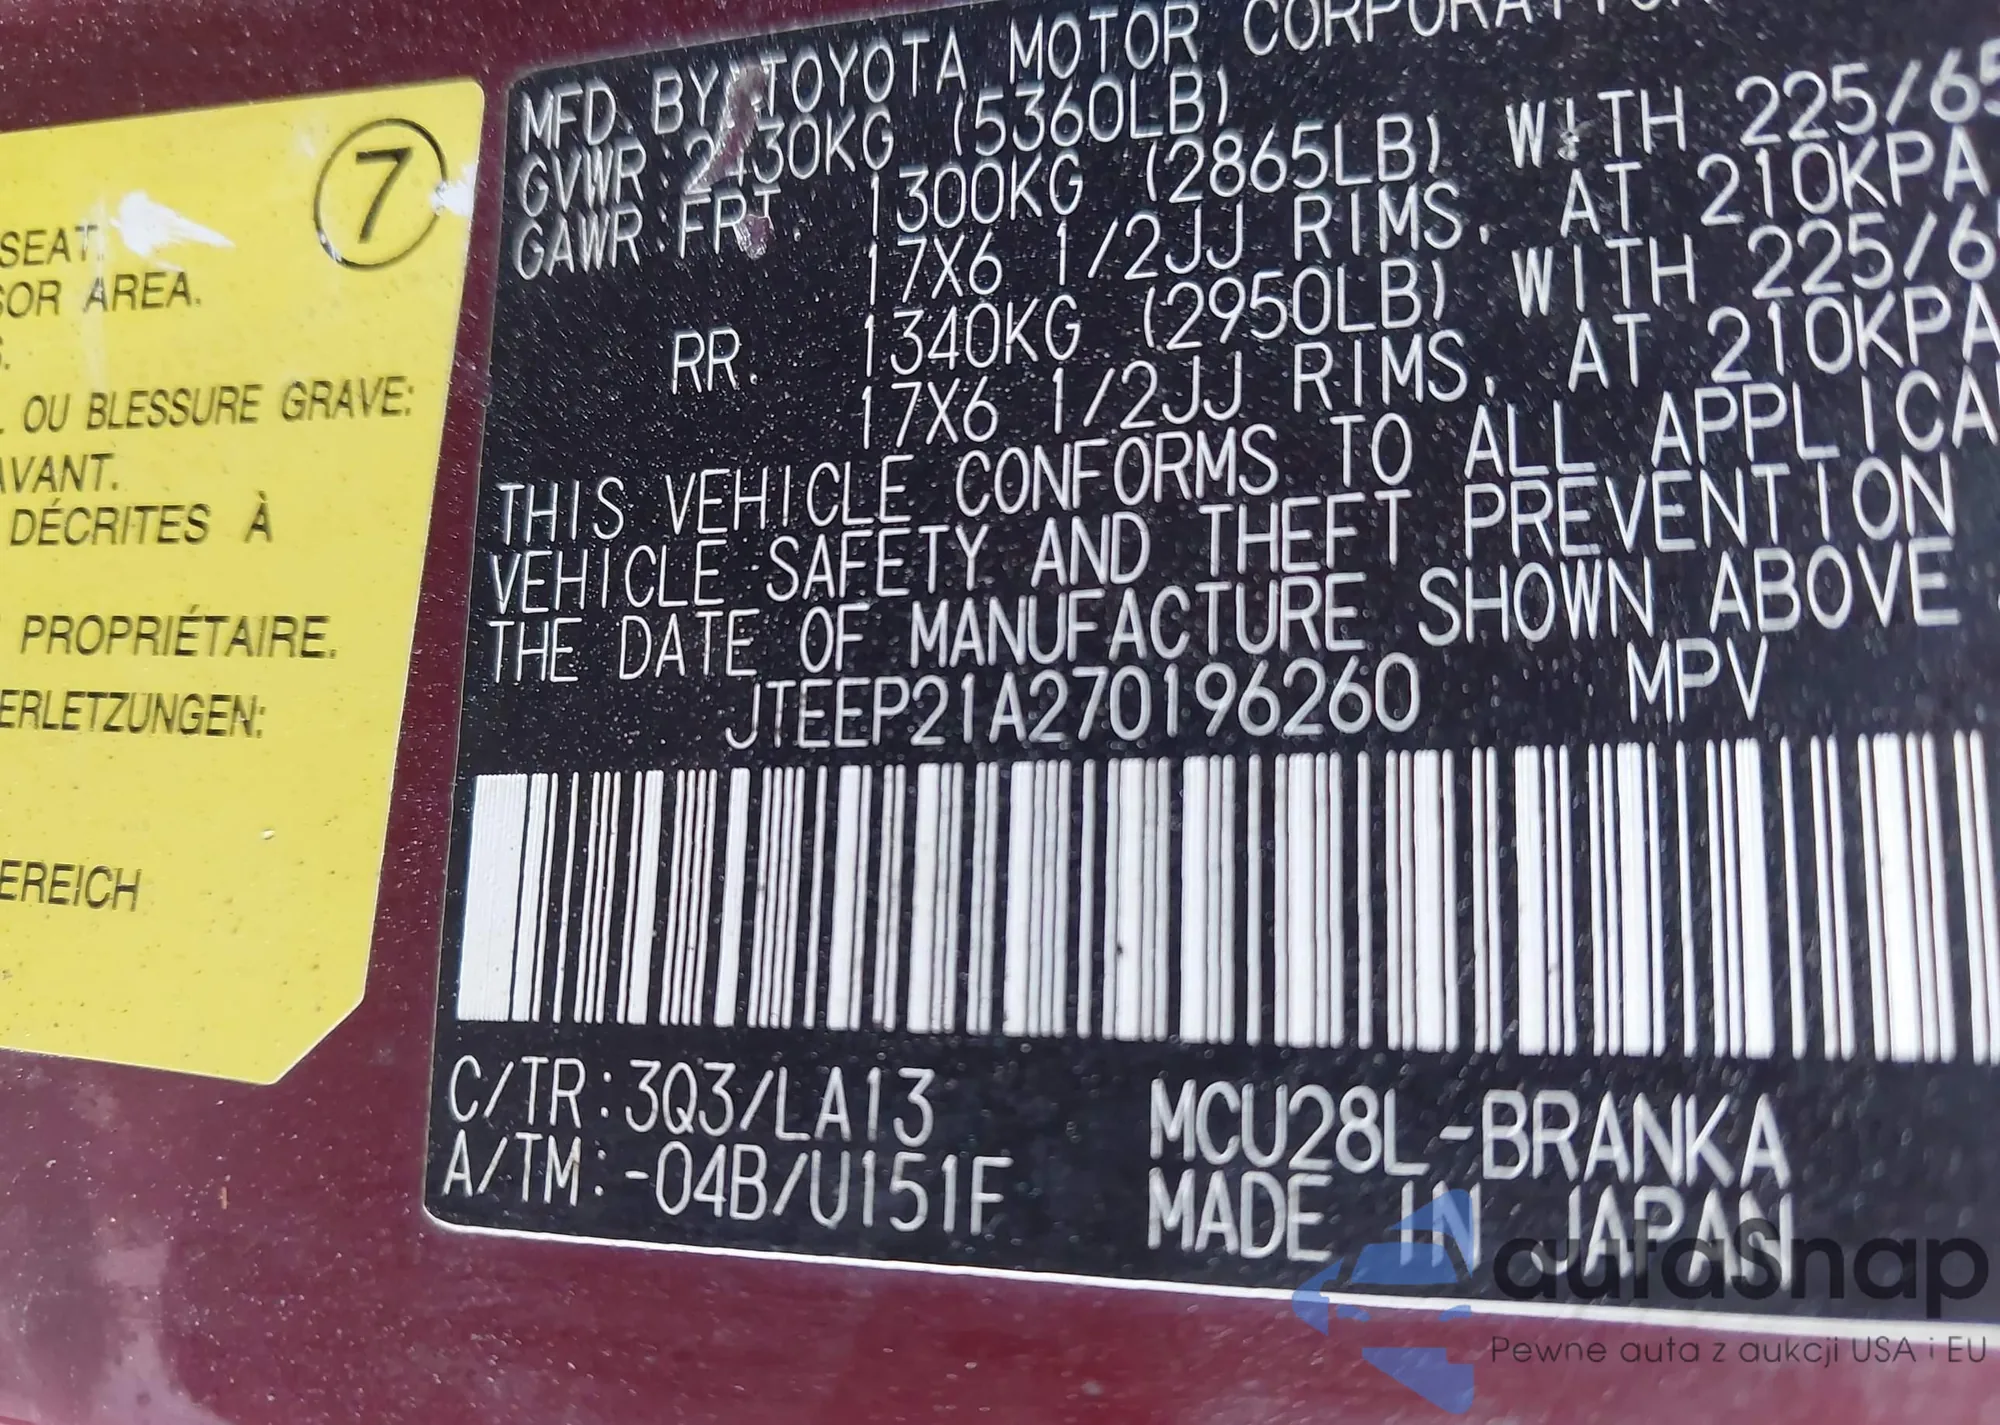 7
SEAT.
SOR AREA.
S.
L OU BLESSURE GRAVE:
AVANT.
DÉCRITES À
PROPRIÉTAIRE.
ERLETZUNGEN:
EREICH
MFD. BY: TOYOTA MOTOR CORPORATION
GVWR:2430KG (5360LB)
GAWR:FRT 1300KG (2865LB) WITH 225/65
17X6 1/2JJ RIMS, AT 210KPA
RR. 1340KG (2950LB) WITH 225/65
17X6 1/2JJ RIMS, AT 210KPA
THIS VEHICLE CONFORMS TO ALL APPLICA
VEHICLE SAFETY AND THEFT PREVENTION
THE DATE OF MANUFACTURE SHOWN ABOVE
JTEEP21A270196260 MPV
C/TR:3Q3/LA13 MCU28L-BRANKA
A/TM:-04B/U151F MADE IN JAPAN
autaSnap
Pewne auta z aukcji USA i EU